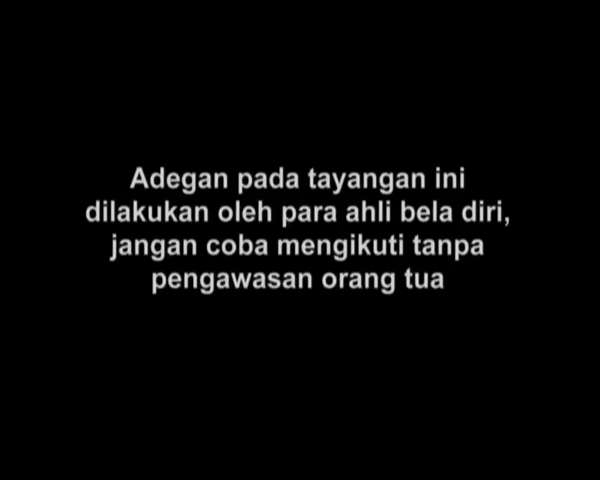 Adegan pada tayangan ini
dilakukan oleh para ahli bela diri,
jangan coba mengikuti tanpa
pengawasan orang tua